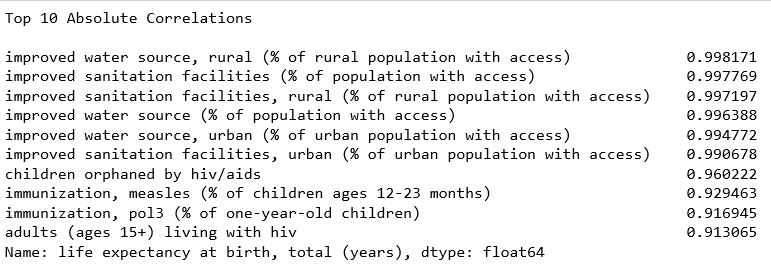 Top 10 Absolute Correlations
improved water source, rural (% of rural population with access) 0.998171
improved sanitation facilities (% of population with access) 0.997769
improved sanitation facilities, rural (% of rural population with access) 0.997197
improved water source (% of population with access) 0.996388
improved water source, urban (% of urban population with access) 0.994772
improved sanitation facilities, urban (% of urban population with access) 0.990678
children orphaned by hiv/aids 0.960222
immunization, measles (% of children ages 12-23 months) 0.929463
immunization, pol3 (% of one-year-old children) 0.916945
adults (ages 15+) living with hiv 0.913065
Name: life expectancy at birth, total (years), dtype: float64